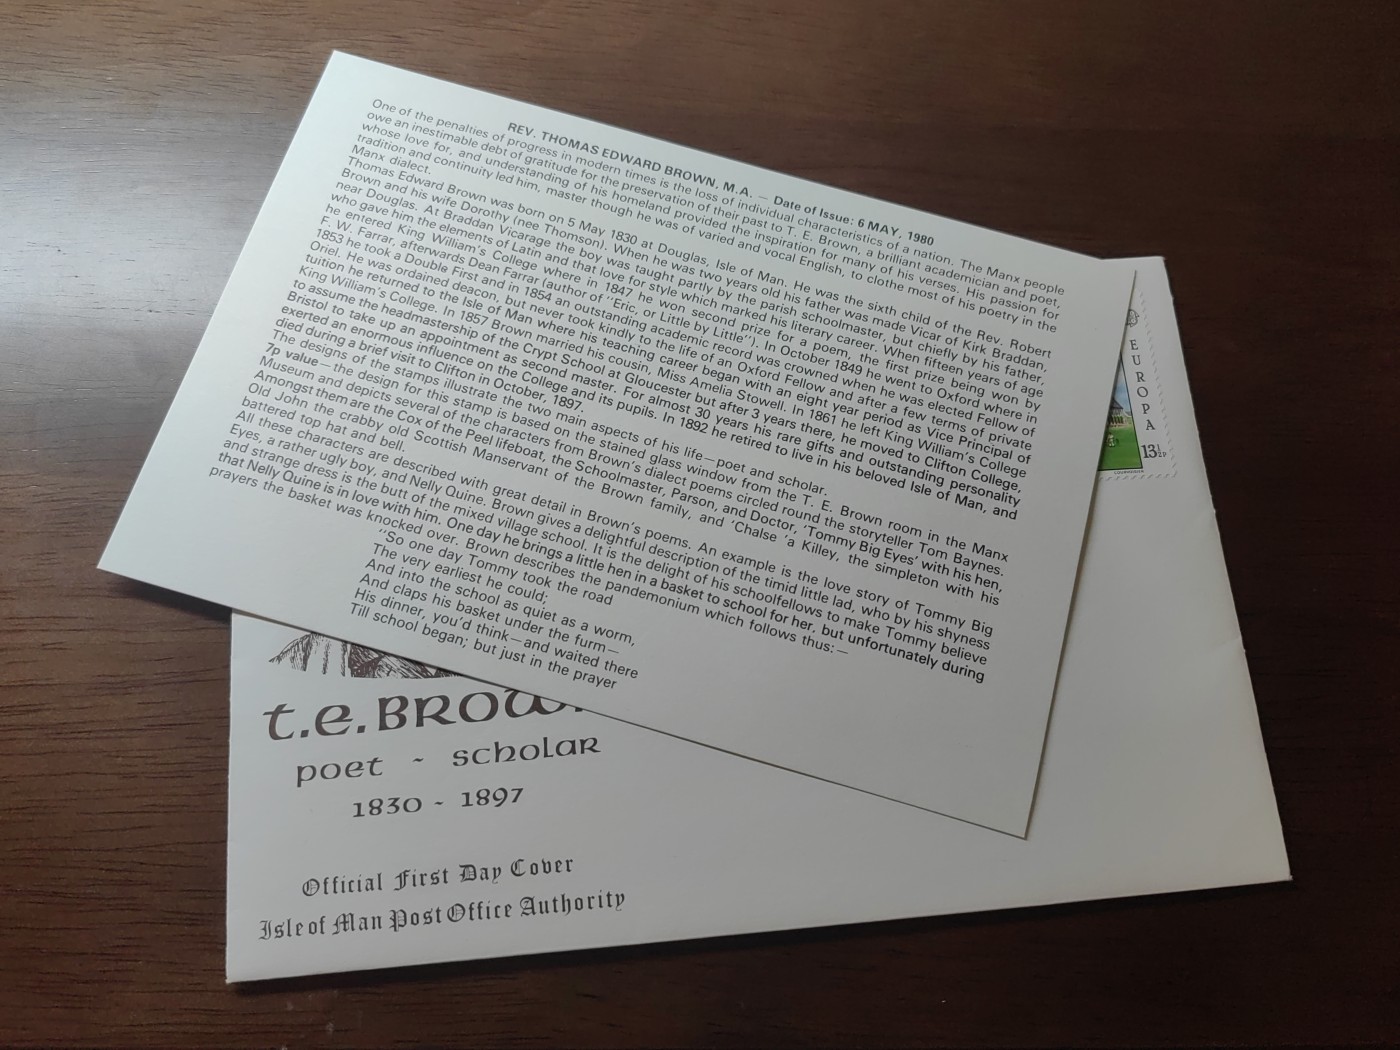 REV. THOMAS EDWARD BROWN, M.A. — Date of Issue: 6 MAY, 1980
One of the penalties of progress in modern times is the loss of individual characteristics of a nation. The Manx people
owe an inestimable debt of gratitude for the preservation of their past to T. E. Brown, a brilliant academician and poet,
whose love for, and understanding of his homeland provided the inspiration for many of his verses. His passion for
tradition and continuity led him, master though he was of varied and vocal English, to clothe most of his poetry in the
Manx dialect.
Thomas Edward Brown was born on 5 May 1830 at Douglas, Isle of Man. He was the sixth child of the Rev. Robert
Brown and his wife Dorothy (nee Thomson). When he was two years old his father was made Vicar of Kirk Braddan,
near Douglas. At Braddan Vicarage the boy was taught partly by the parish schoolmaster, but chiefly by his father,
who gave him the elements of Latin and that love for style which marked his literary career. When fifteen years of age
he entered King William's College where in 1847 he won second prize for a poem, the first prize being won by
F. W. Farrar, afterwards Dean Farrar (author of "Eric, or Little by Little"). In October 1849 he went to Oxford where in
1853 he took a Double First and in 1854 an outstanding academic record was crowned when he was elected Fellow of
Oriel. He was ordained deacon, but never took kindly to the life of an Oxford Fellow and after a few terms of private
tuition he returned to the Isle of Man where his teaching career began with an eight year period as Vice Principal of
King William's College. In 1857 Brown married his cousin, Miss Amelia Stowell. In 1861 he left King William's College
to assume the headmastership of the Crypt School at Gloucester but after 3 years there, he moved to Clifton College,
Bristol to take up an appointment as second master. For almost 30 years his rare gifts and outstanding personality
exerted an enormous influence on the College and its pupils. In 1892 he retired to live in his beloved Isle of Man, and
died during a brief visit to Clifton in October, 1897.
The designs of the stamps illustrate the two main aspects of his life—poet and scholar.
7p value—the design for this stamp is based on the stained glass window from the T. E. Brown room in the Manx
Museum and depicts several of the characters from Brown's dialect poems circled round the storyteller Tom Baynes.
Amongst them are the Cox of the Peel lifeboat, the Schoolmaster, Parson, and Doctor, 'Tommy Big Eyes' with his hen,
Old John the crabby old Scottish Manservant of the Brown family, and 'Chalse 'a Killey, the simpleton with his
battered top hat and bell.
All these characters are described with great detail in Brown's poems. An example is the love story of Tommy Big
Eyes, a rather ugly boy, and Nelly Quine. Brown gives a delightful description of the timid little lad, who by his shyness
and strange dress is the butt of the mixed village school. It is the delight of his schoolfellows to make Tommy believe
that Nelly Quine is in love with him. One day he brings a little hen in a basket to school for her, but unfortunately during
prayers the basket was knocked over. Brown describes the pandemonium which follows thus:—
"So one day Tommy took the road
The very earliest he could;
And into the school as quiet as a worm,
And claps his basket under the furm—
His dinner, you'd think—and waited there
Till school began; but just in the prayer
EUROPA
13½P
t.e.BROW
poet ~ scholar
1830 ~ 1897
Official First Day Cover
Isle of Man Post Office Authority